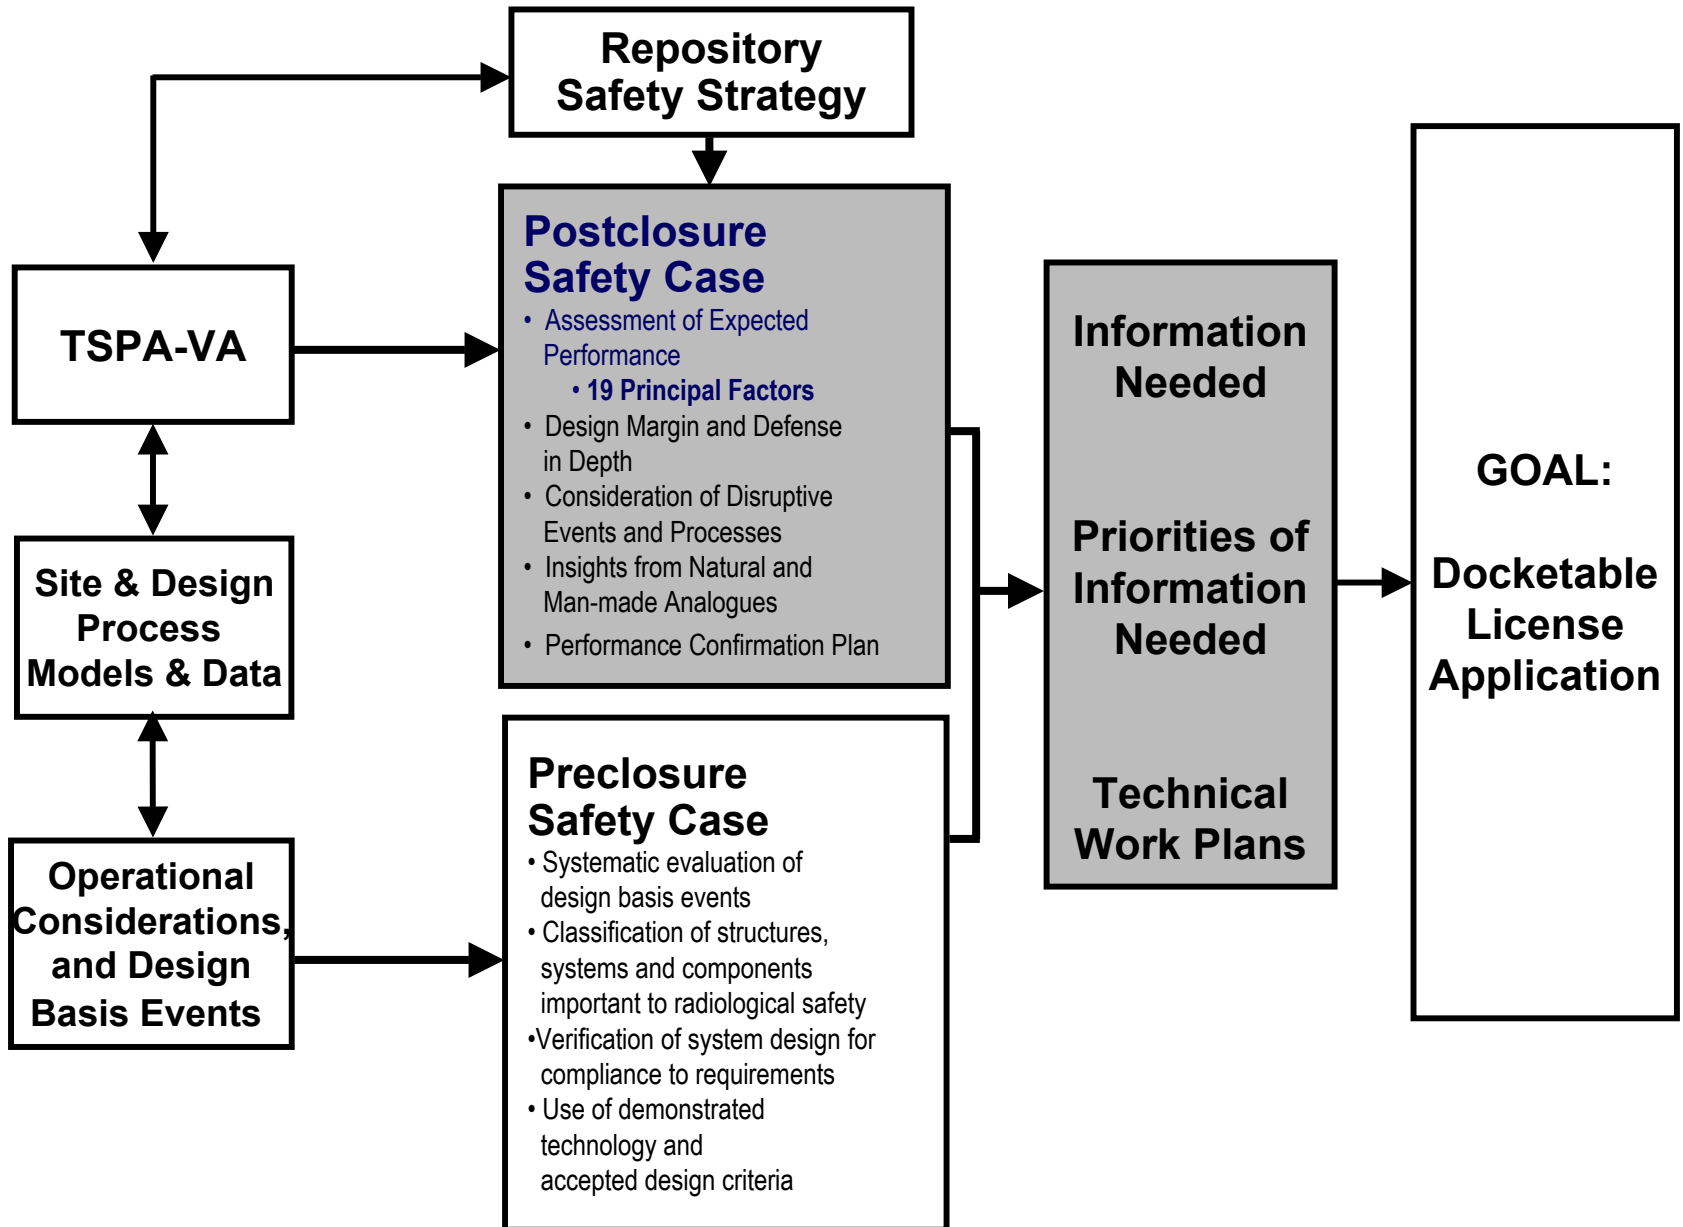 Repository
Safety Strategy
TSPA-VA
Site & Design
Process
Models & Data
Operational
Considerations,
and Design
Basis Events
Postclosure
Safety Case
• Assessment of Expected
Performance
• 19 Principal Factors
• Design Margin and Defense
in Depth
• Consideration of Disruptive
Events and Processes
• Insights from Natural and
Man-made Analogues
• Performance Confirmation Plan
Preclosure
Safety Case
• Systematic evaluation of
design basis events
• Classification of structures,
systems and components
important to radiological safety
•Verification of system design for
compliance to requirements
• Use of demonstrated
technology and
accepted design criteria
Information
Needed
Priorities of
Information
Needed
Technical
Work Plans
GOAL:
Docketable
License
Application